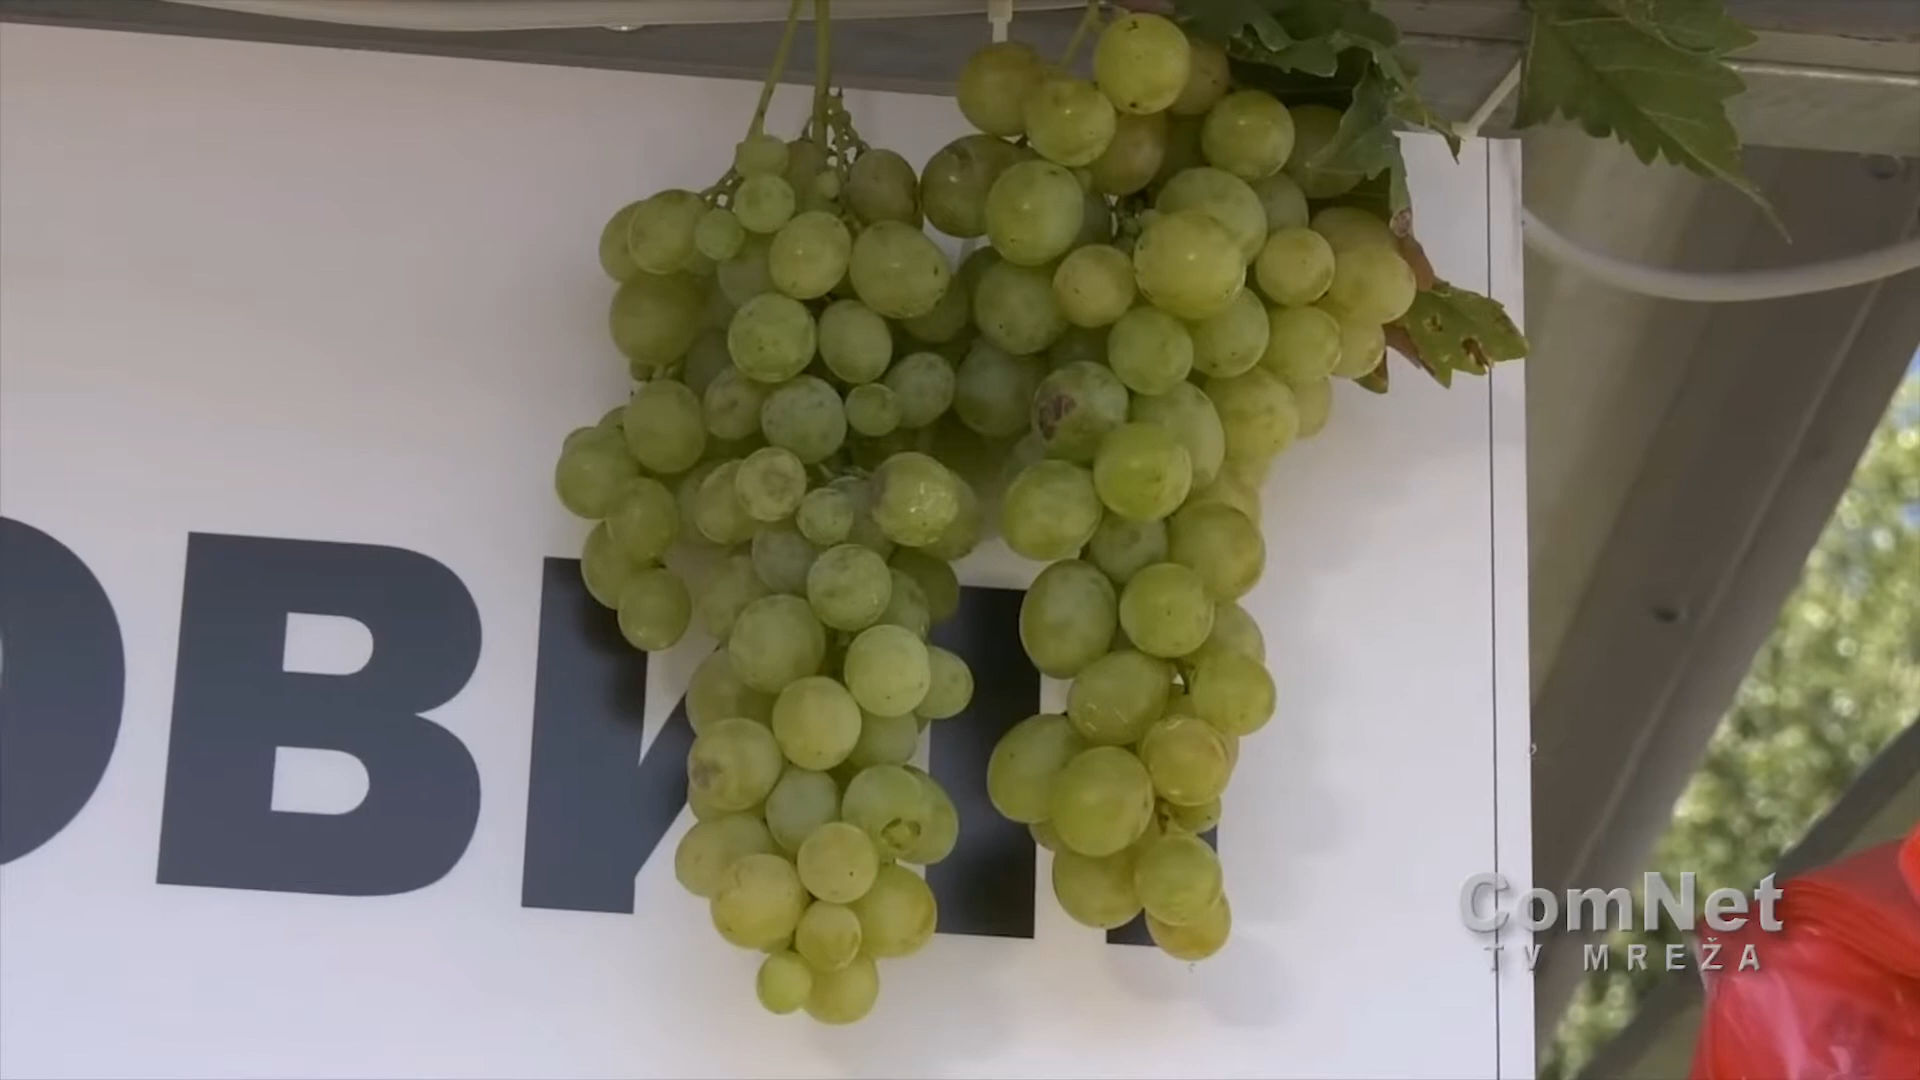 ОВИ
ComNet
TV MREŽA